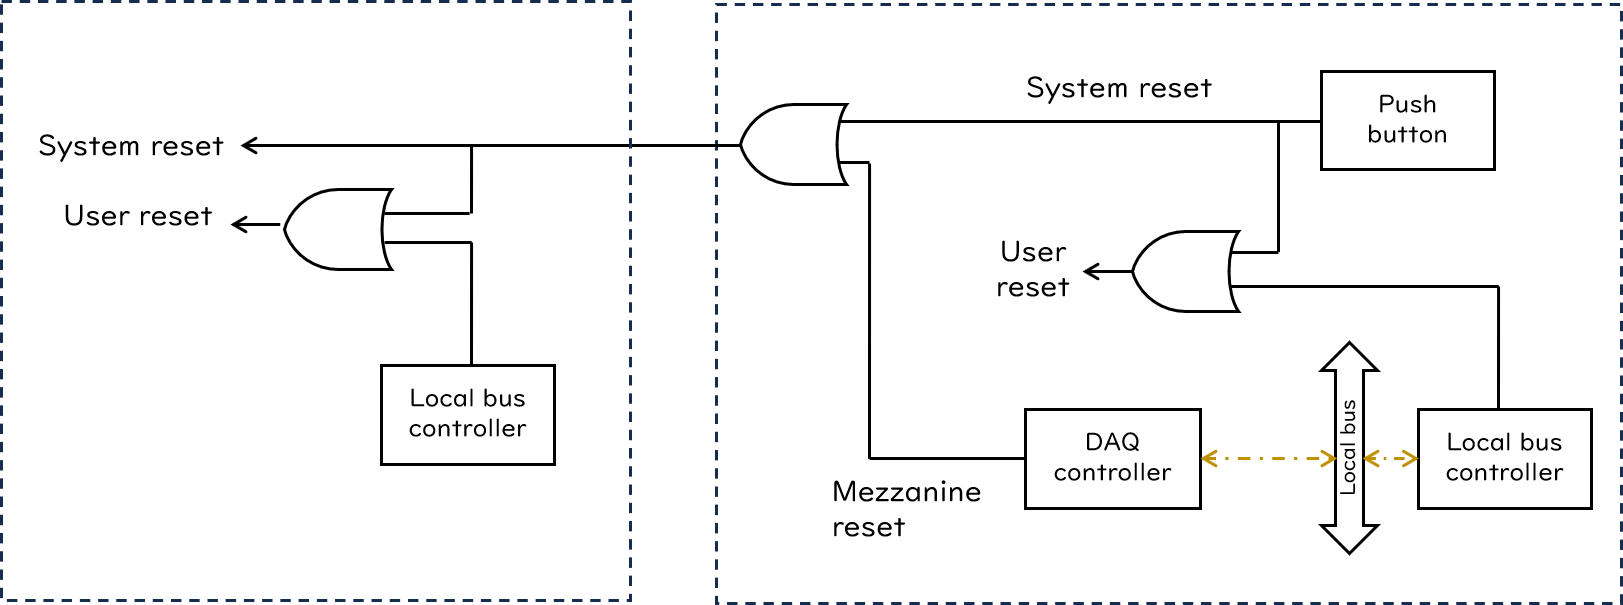 System reset
User reset
Local bus
controller
System reset
Push
button
User
reset
Mezzanine
reset
DAQ
controller
Local bus
Local bus
controller